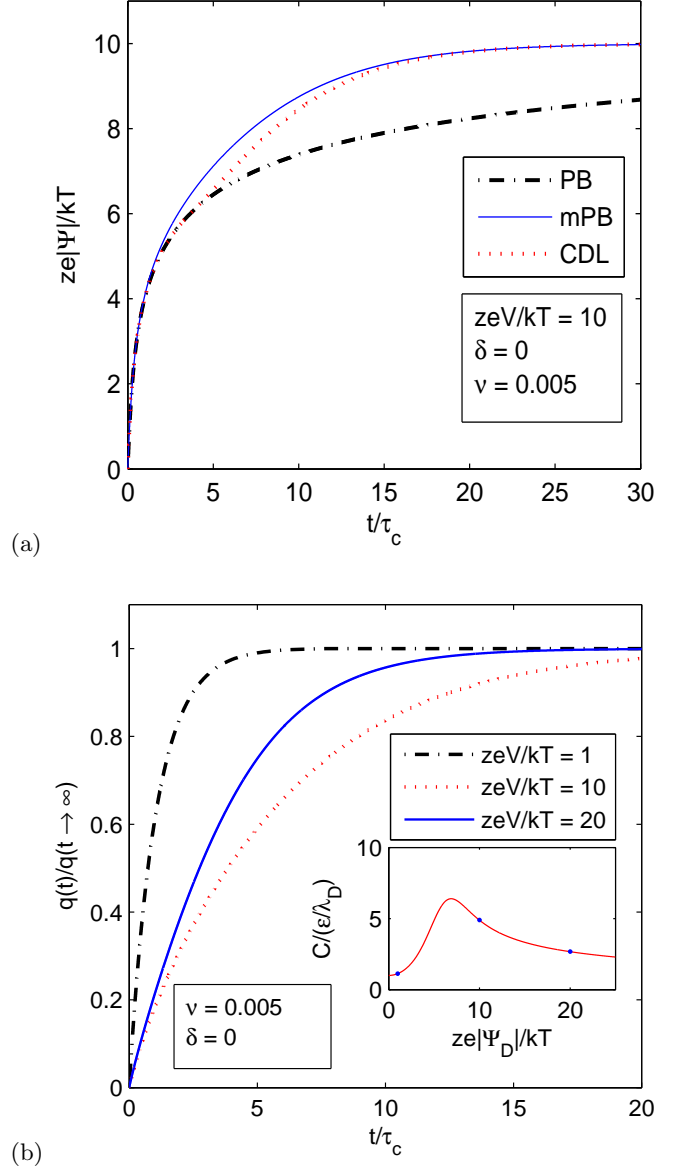 10
8
6
4
2
0
ze|Ψ|/kT
PB
mPB
CDL
zeV/kT = 10
δ = 0
ν = 0.005
0 5 10 15 20 25 30
t/τc
(a)
1
0.8
0.6
0.4
0.2
0
q(t)/q(t → ∞)
zeV/kT = 1
zeV/kT = 10
zeV/kT = 20
10
5
0
C/(ε/λD)
0 10 20
ze|ΨD|/kT
ν = 0.005
δ = 0
0 5 10 15 20
t/τc
(b)